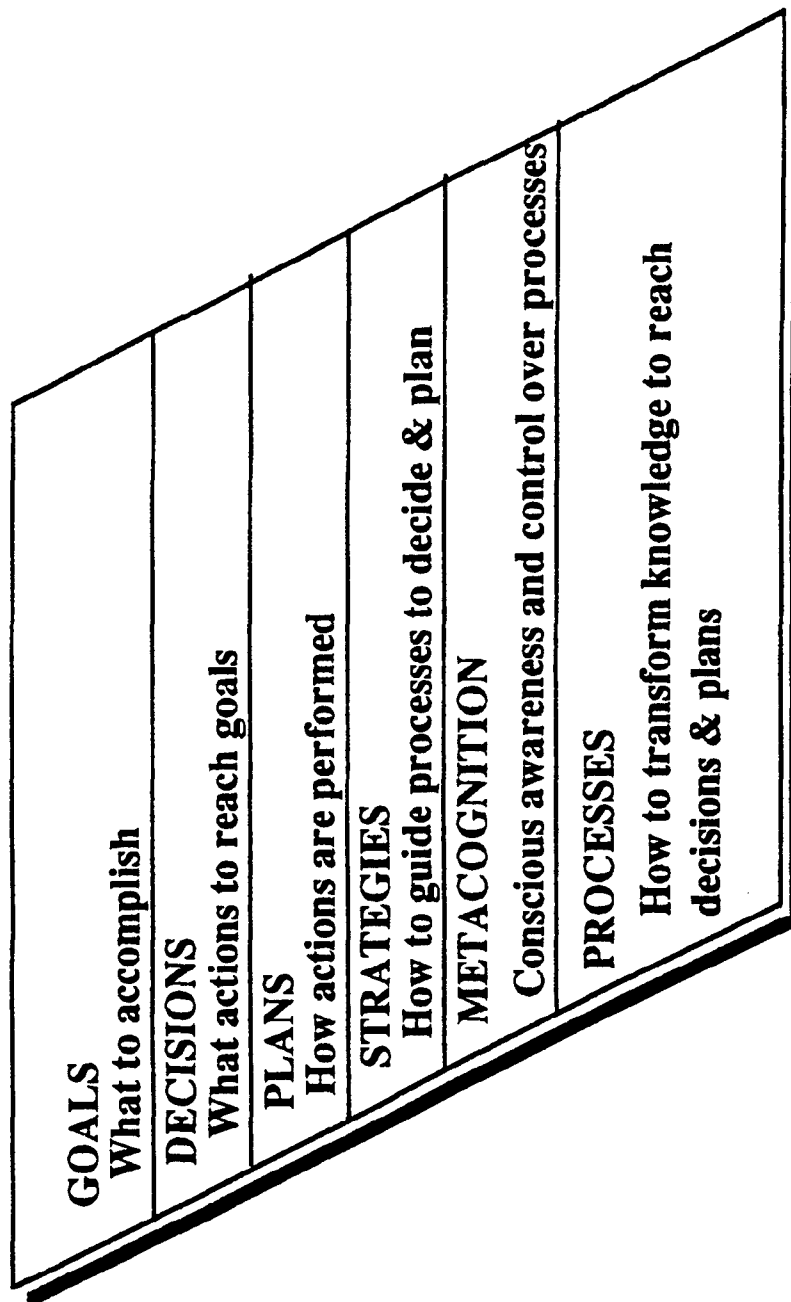 GOALS
What to accomplish
DECISIONS
What actions to reach goals
PLANS
How actions are performed
STRATEGIES
How to guide processes to decide & plan
METACOGNITION
Conscious awareness and control over processes
PROCESSES
How to transform knowledge to reach
decisions & plans